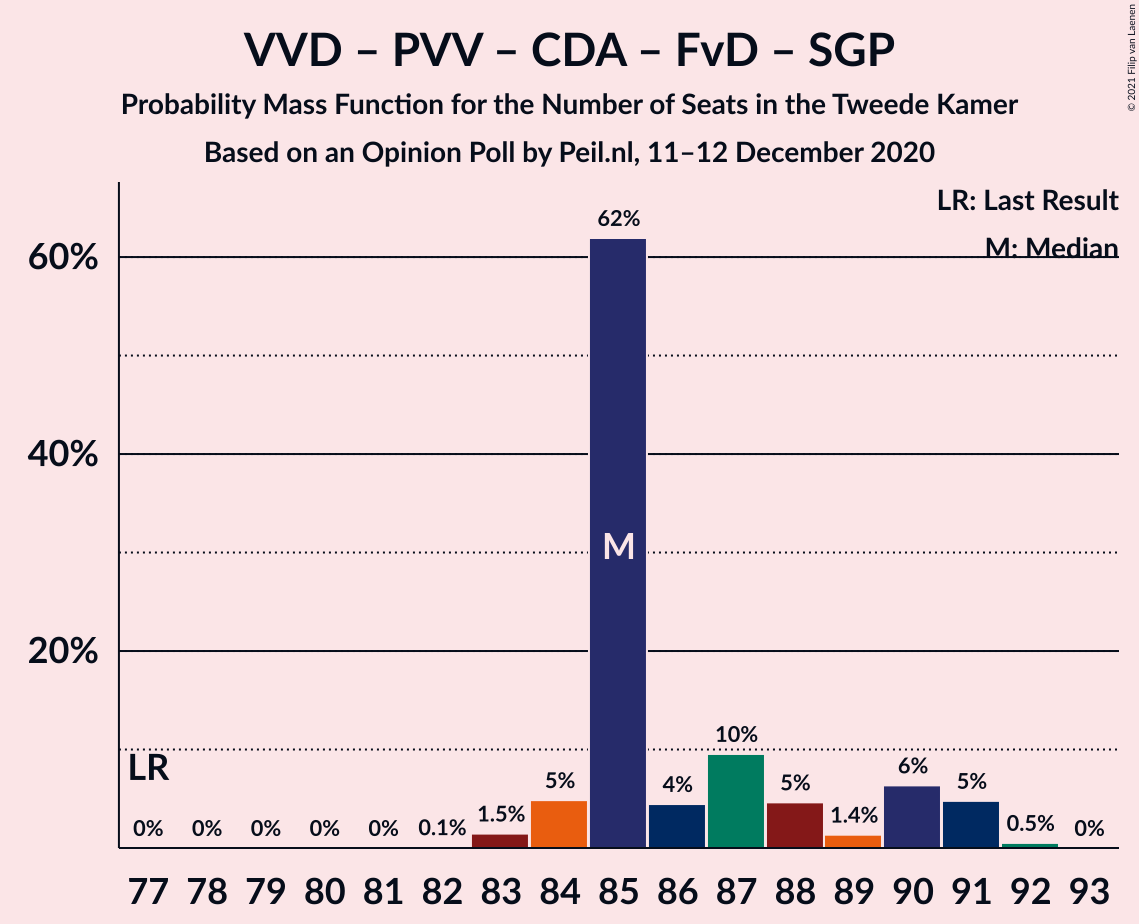 VVD – PVV – CDA – FvD – SGP
Probability Mass Function for the Number of Seats in the Tweede Kamer
Based on an Opinion Poll by Peil.nl, 11–12 December 2020
© 2021 Filip van Laenen
LR: Last Result
M: Median
60%
40%
20%
LR
M
0% 0% 0% 0% 0% 0.1% 1.5% 5% 62% 4% 10% 5% 1.4% 6% 5% 0.5% 0%
77 78 79 80 81 82 83 84 85 86 87 88 89 90 91 92 93